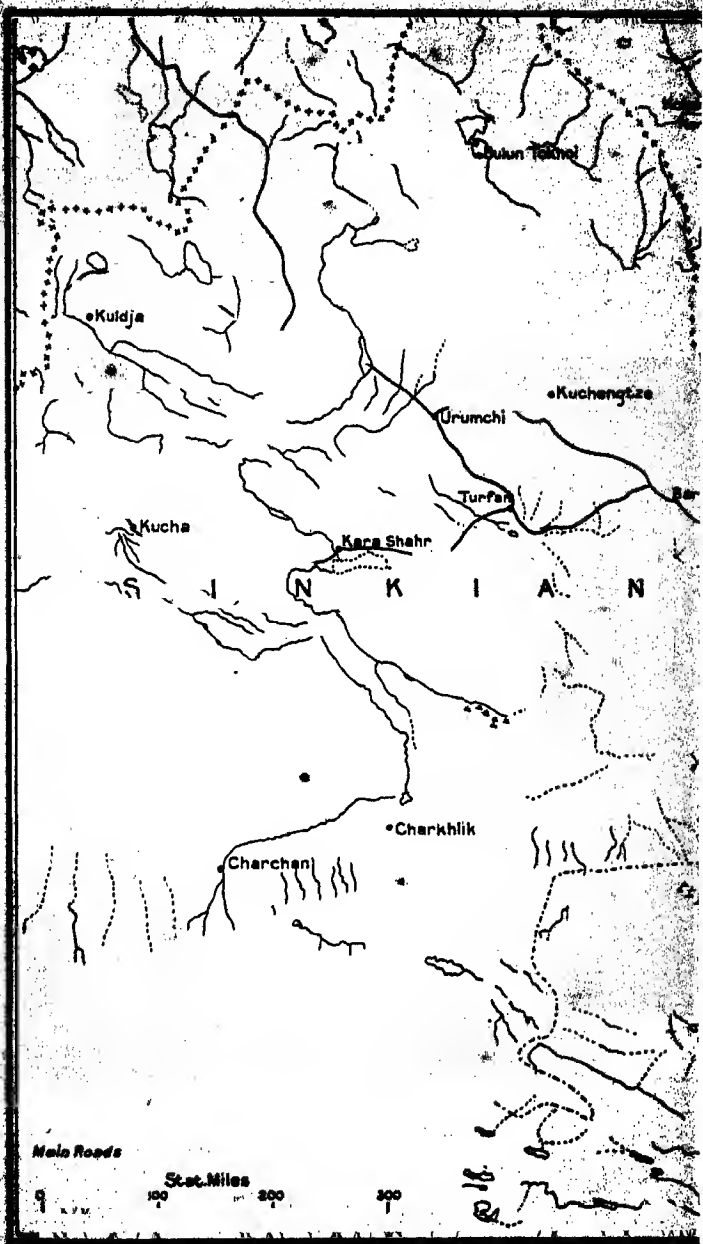 Bulun Tokhoi
Kuldja
Kuchengtze
Urumchi
Turfan
Bar
Kucha
Kara Shahr
S I N K I A N
Charkhlik
Charchan
Main Roads
Stat. Miles
0 100 200 300